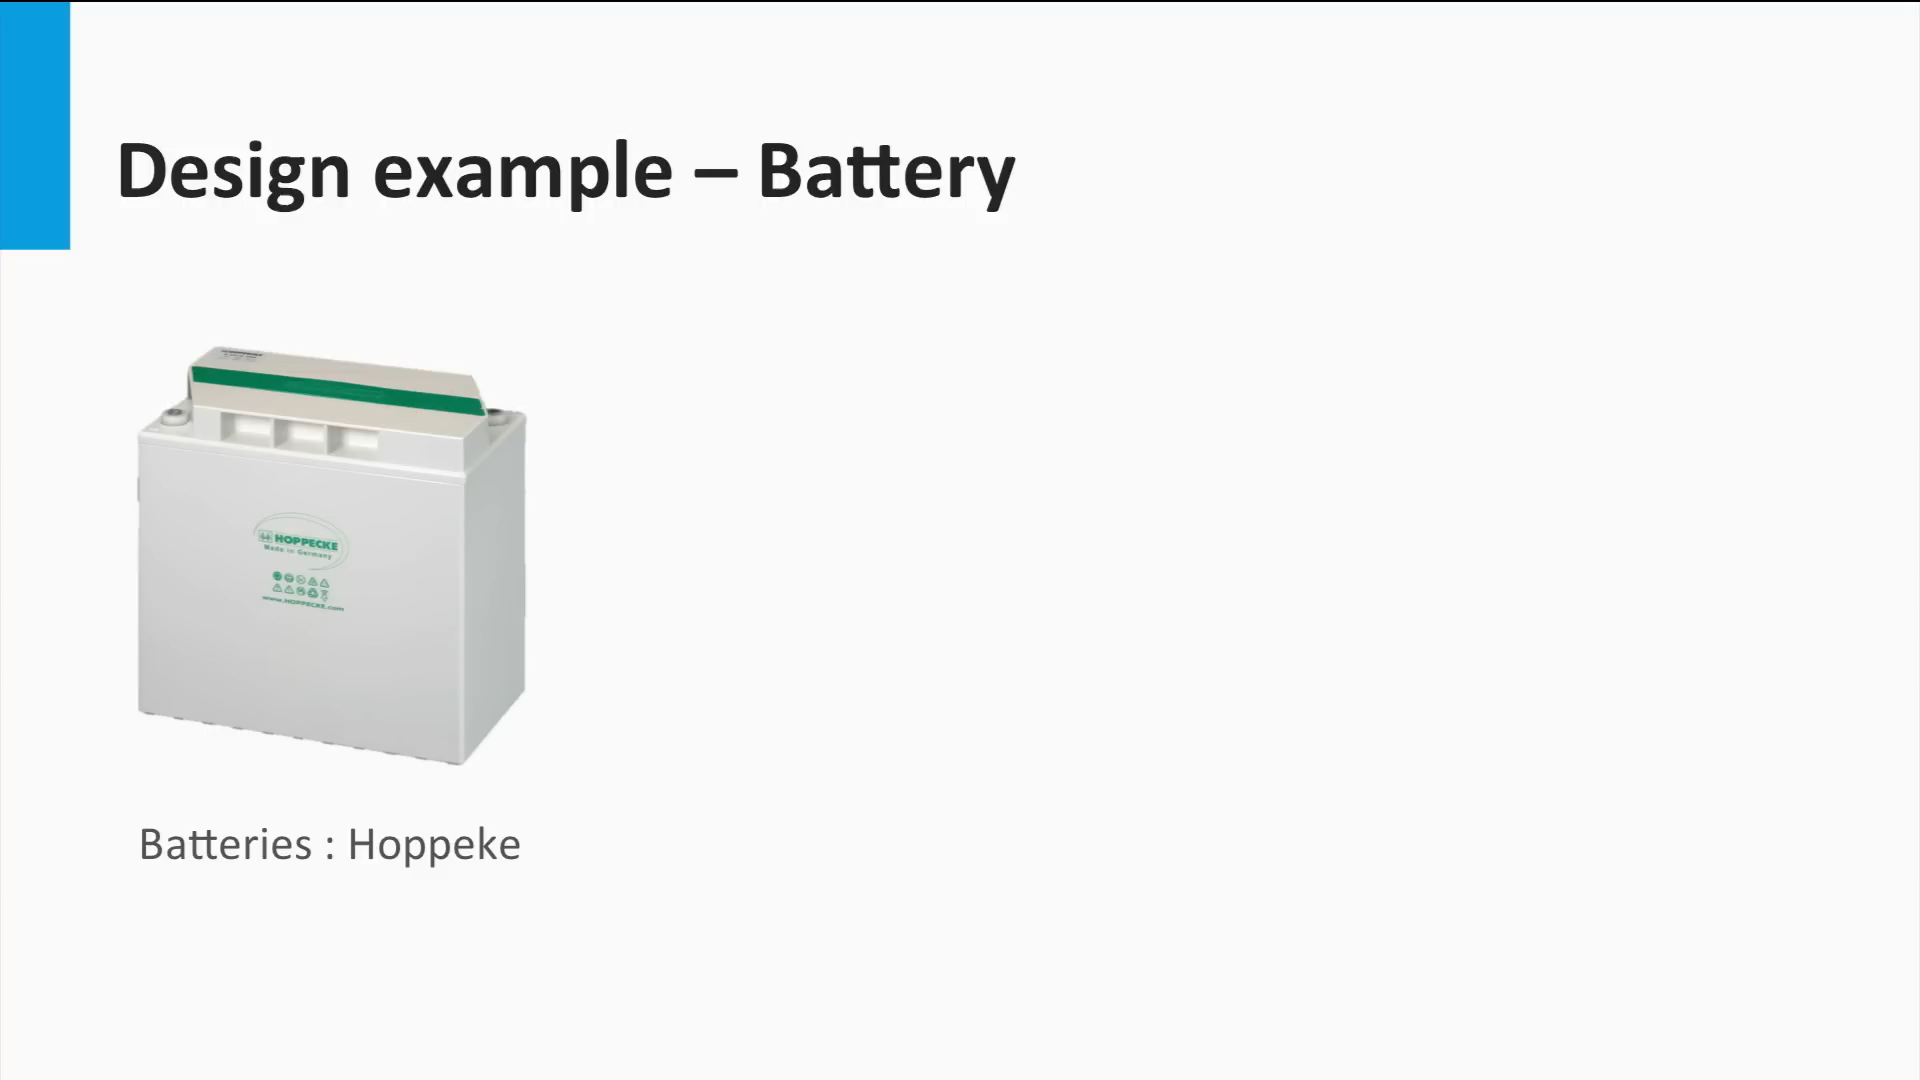 Design example – Battery
HOPPECKE
Made in Germany
www.HOPPECKE.com
Batteries : Hoppeke